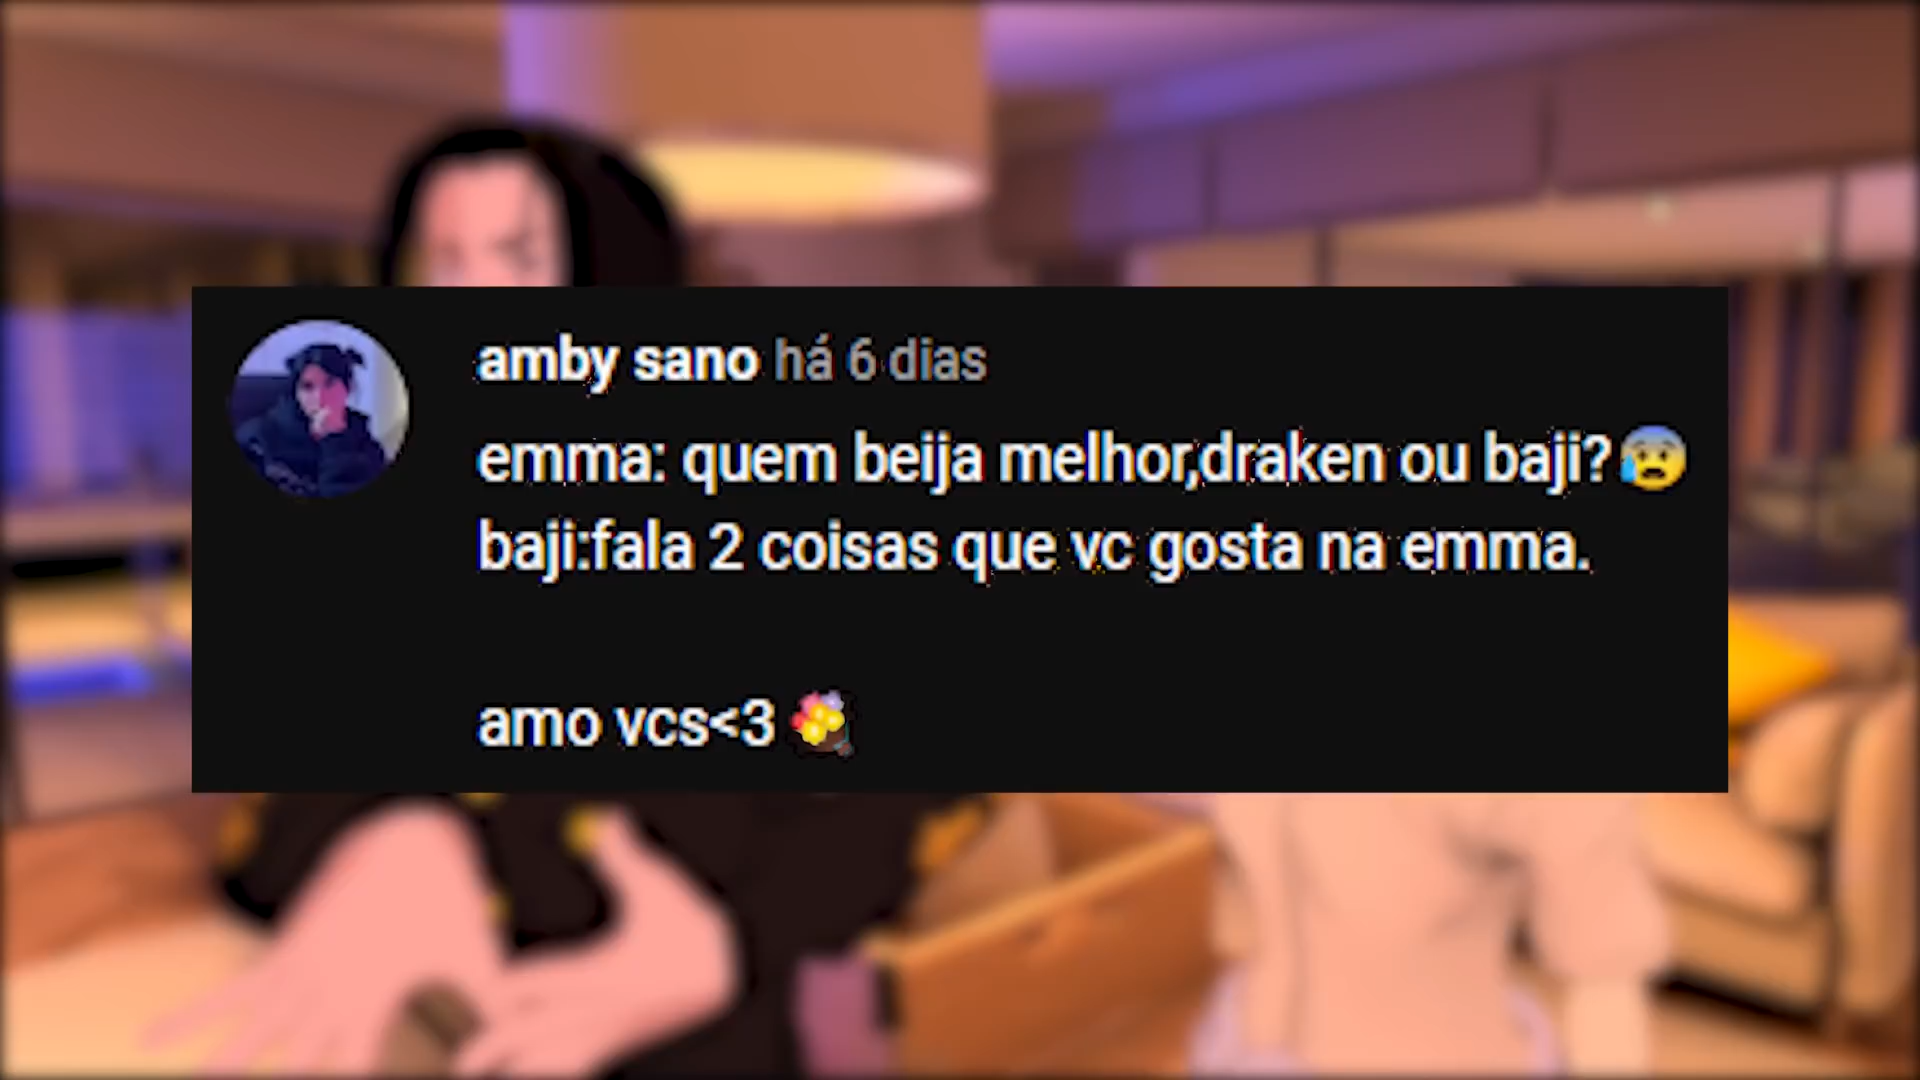 amby sano há 6 dias
emma: quem beija melhor,draken ou baji?😰
baji:fala 2 coisas que vc gosta na emma.
amo vcs<3 💐